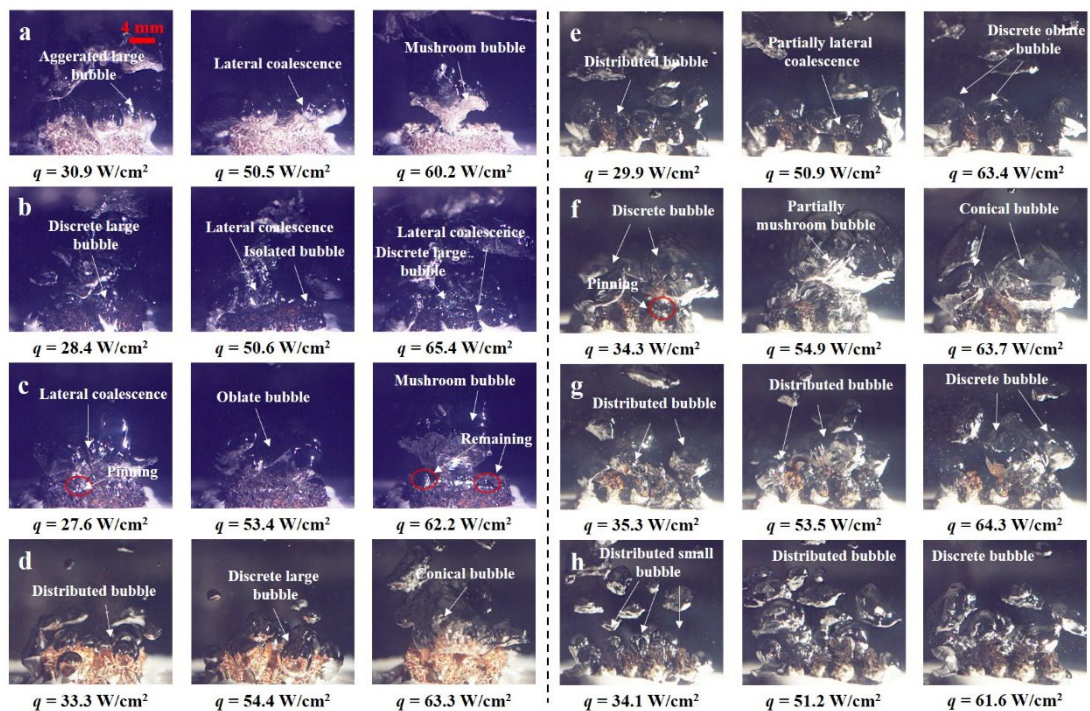 a
4 mm
Aggerated large
bubble
Lateral coalescence
Mushroom bubble
q = 30.9 W/cm²
q = 50.5 W/cm²
q = 60.2 W/cm²
b
Discrete large
bubble
Lateral coalescence
Isolated bubble
Lateral coalescence
Discrete large
bubble
q = 28.4 W/cm²
q = 50.6 W/cm²
q = 65.4 W/cm²
c
Lateral coalescence
Pinning
Oblate bubble
Mushroom bubble
Remaining
q = 27.6 W/cm²
q = 53.4 W/cm²
q = 62.2 W/cm²
d
Distributed bubble
Discrete large
bubble
Conical bubble
q = 33.3 W/cm²
q = 54.4 W/cm²
q = 63.3 W/cm²
e
Distributed bubble
Partially lateral
coalescence
Discrete oblate
bubble
q = 29.9 W/cm²
q = 50.9 W/cm²
q = 63.4 W/cm²
f
Discrete bubble
Pinning
Partially
mushroom bubble
Conical bubble
q = 34.3 W/cm²
q = 54.9 W/cm²
q = 63.7 W/cm²
g
Distributed bubble
Distributed bubble
Discrete bubble
q = 35.3 W/cm²
q = 53.5 W/cm²
q = 64.3 W/cm²
h
Distributed small
bubble
Distributed bubble
Discrete bubble
q = 34.1 W/cm²
q = 51.2 W/cm²
q = 61.6 W/cm²